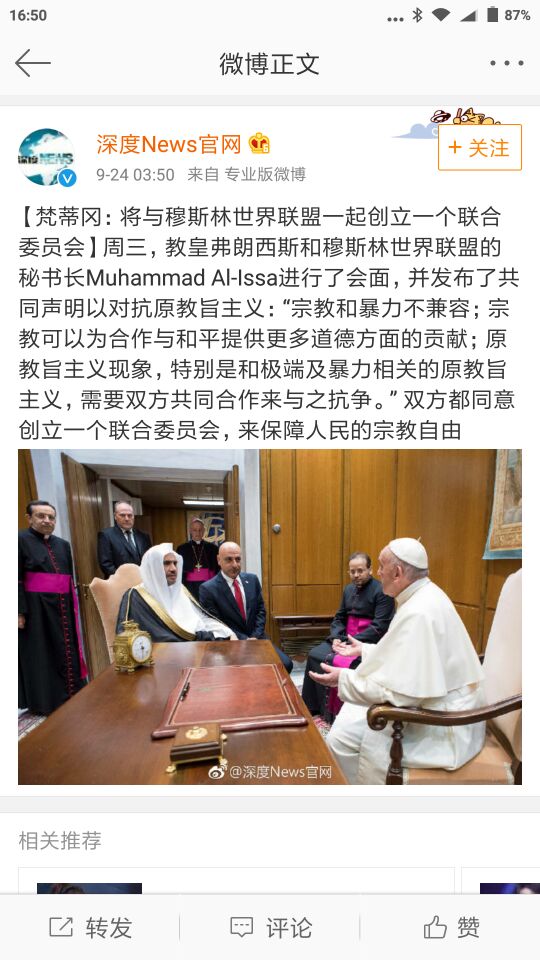 16:50
87%
微博正文
深度News官网
+ 关注
9-24 03:50 来自 专业版微博
【梵蒂冈：将与穆斯林世界联盟一起创立一个联合
委员会】周三，教皇弗朗西斯和穆斯林世界联盟的
秘书长Muhammad Al-Issa进行了会面，并发布了共
同声明以对抗原教旨主义：“宗教和暴力不兼容；宗
教可以为合作与和平提供更多道德方面的贡献；原
教旨主义现象，特别是和极端及暴力相关的原教旨
主义，需要双方共同合作来与之抗争。” 双方都同意
创立一个联合委员会，来保障人民的宗教自由
@深度News官网
相关推荐
转发
评论
赞